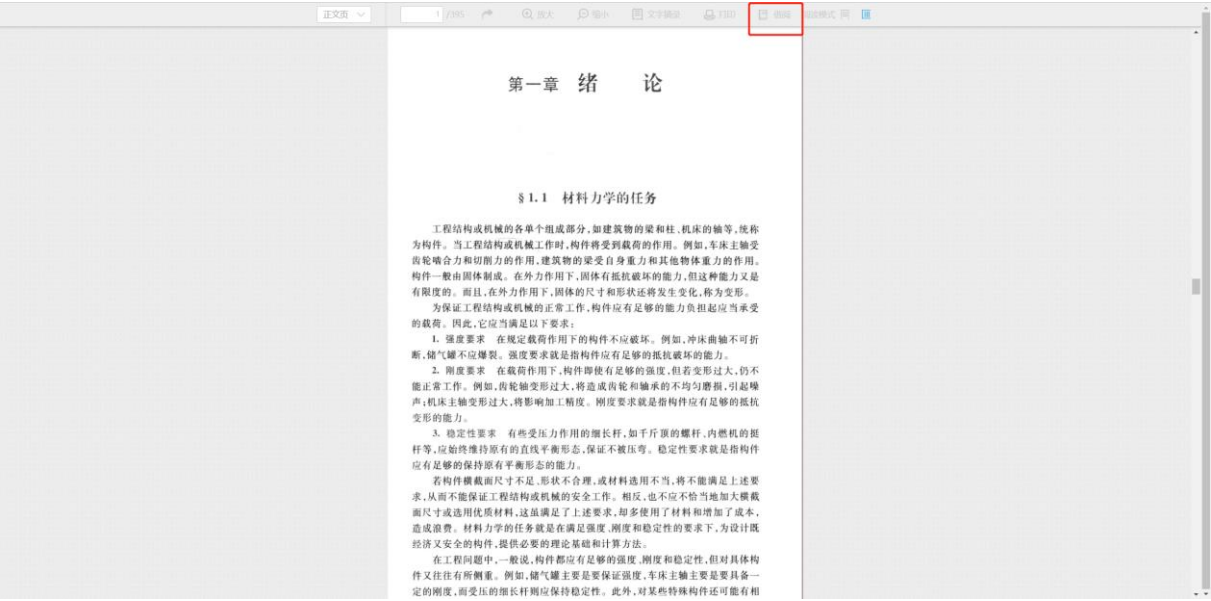 正文页
1 /395 放大 缩小 文字摘录 打印 借阅 阅读模式
第一章 绪 论
§1.1 材料力学的任务
工程结构或机械的各单个组成部分,如建筑物的梁和柱、机床的轴等,统称
为构件。当工程结构或机械工作时,构件将受到载荷的作用。例如,车床主轴受
齿轮啮合力和切削力的作用,建筑物的梁受自身重力和其他物体重力的作用。
构件一般由固体制成。在外力作用下,固体有抵抗破坏的能力,但这种能力又是
有限度的。而且,在外力作用下,固体的尺寸和形状还将发生变化,称为变形。
为保证工程结构或机械的正常工作,构件应有足够的能力负担起应当承受
的载荷。因此,它应当满足以下要求:
1. 强度要求 在规定载荷作用下的构件不应破坏。例如,冲床曲轴不可折
断,储气罐不应爆裂。强度要求就是指构件应有足够的抵抗破坏的能力。
2. 刚度要求 在载荷作用下,构件即使有足够的强度,但若变形过大,仍不
能正常工作。例如,齿轮轴变形过大,将造成齿轮和轴承的不均匀磨损,引起噪
声;机床主轴变形过大,将影响加工精度。刚度要求就是指构件应有足够的抵抗
变形的能力。
3. 稳定性要求 有些受压力作用的细长杆,如千斤顶的螺杆、内燃机的挺
杆等,应始终维持原有的直线平衡形态,保证不被压弯。稳定性要求就是指构件
应有足够的保持原有平衡形态的能力。
若构件横截面尺寸不足、形状不合理,或材料选用不当,将不能满足上述要
求,从而不能保证工程结构或机械的安全工作。相反,也不应不恰当地加大横截
面尺寸或选用优质材料,这虽满足了上述要求,却多使用了材料和增加了成本,
造成浪费。材料力学的任务就是在满足强度、刚度和稳定性的要求下,为设计既
经济又安全的构件,提供必要的理论基础和计算方法。
在工程问题中,一般说,构件都应有足够的强度、刚度和稳定性,但对具体构
件又往往有所侧重。例如,储气罐主要是要保证强度,车床主轴主要是要具备一
定的刚度,而受压的细长杆则应保持稳定性。此外,对某些特殊构件还可能有相